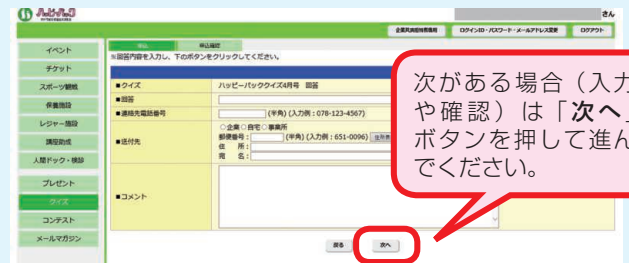 ハッピーパック
さん
企業共済担当者専用 ログインID・パスワード・メールアドレス変更 ログアウト
申込 申込確認
※回答内容を入力し、下のボタンをクリックしてください。
イベント
チケット
スポーツ観戦
保養施設
レジャー施設
講座助成
人間ドック・検診
プレゼント
クイズ
コンテスト
メールマガジン
■クイズ ハッピーパッククイズ4月号 回答
■回答
■連絡先電話番号 (半角) (入力例：078-123-4567)
■送付先
○企業○自宅○事業所
郵便番号： (半角) (入力例：651-0096)
住　所：
宛　名：
■コメント
戻る 次へ
次がある場合（入力
や確認）は「次へ」
ボタンを押して進ん
でください。